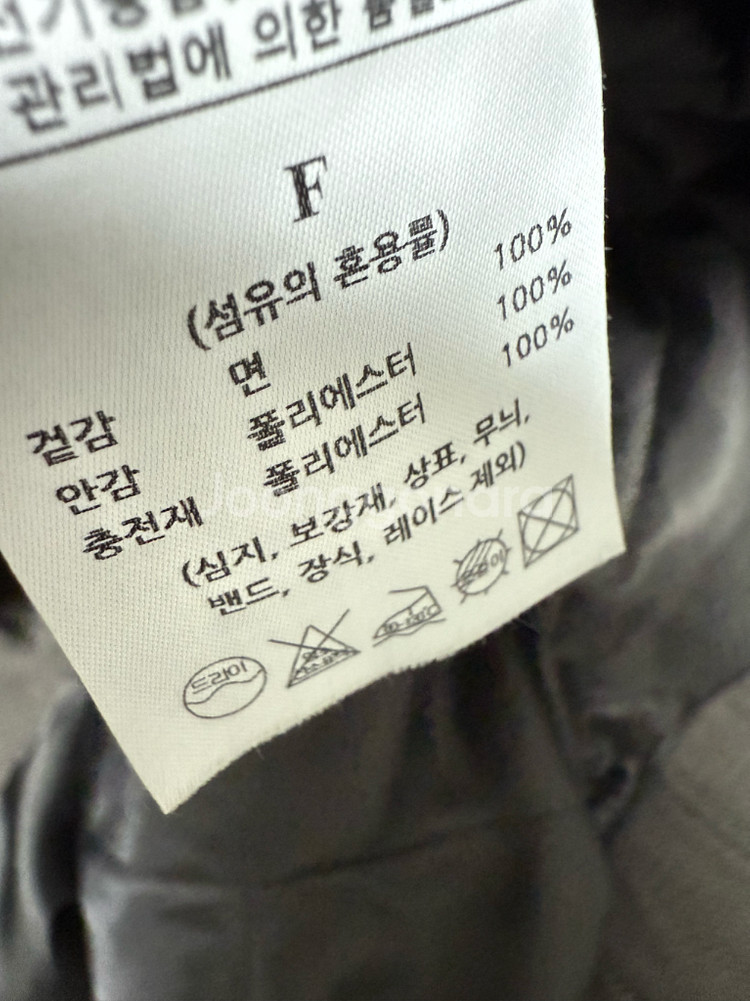 관리법에 의한
F
(섬유의 혼용률)
겉감 면 100%
안감 폴리에스터 100%
충전재 폴리에스터 100%
(심지, 보강재, 상표, 무늬,
밴드, 장식, 레이스 제외)
드라이